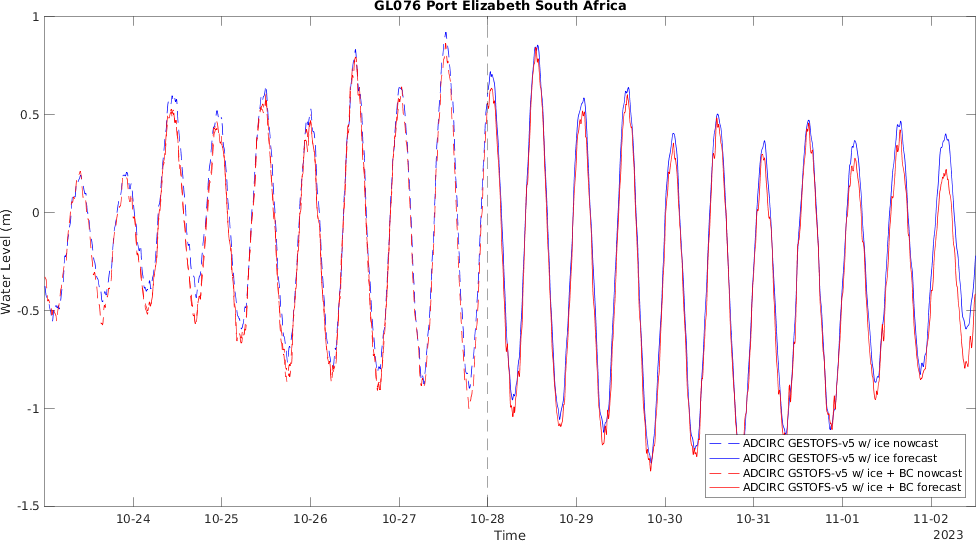 GL076 Port Elizabeth South Africa
1
0.5
0
-0.5
-1
-1.5
Water Level (m)
10-24 10-25 10-26 10-27 10-28 10-29 10-30 10-31 11-01 11-02
Time
2023
ADCIRC GESTOFS-v5 w/ ice nowcast
ADCIRC GESTOFS-v5 w/ ice forecast
ADCIRC GSTOFS-v5 w/ ice + BC nowcast
ADCIRC GSTOFS-v5 w/ ice + BC forecast